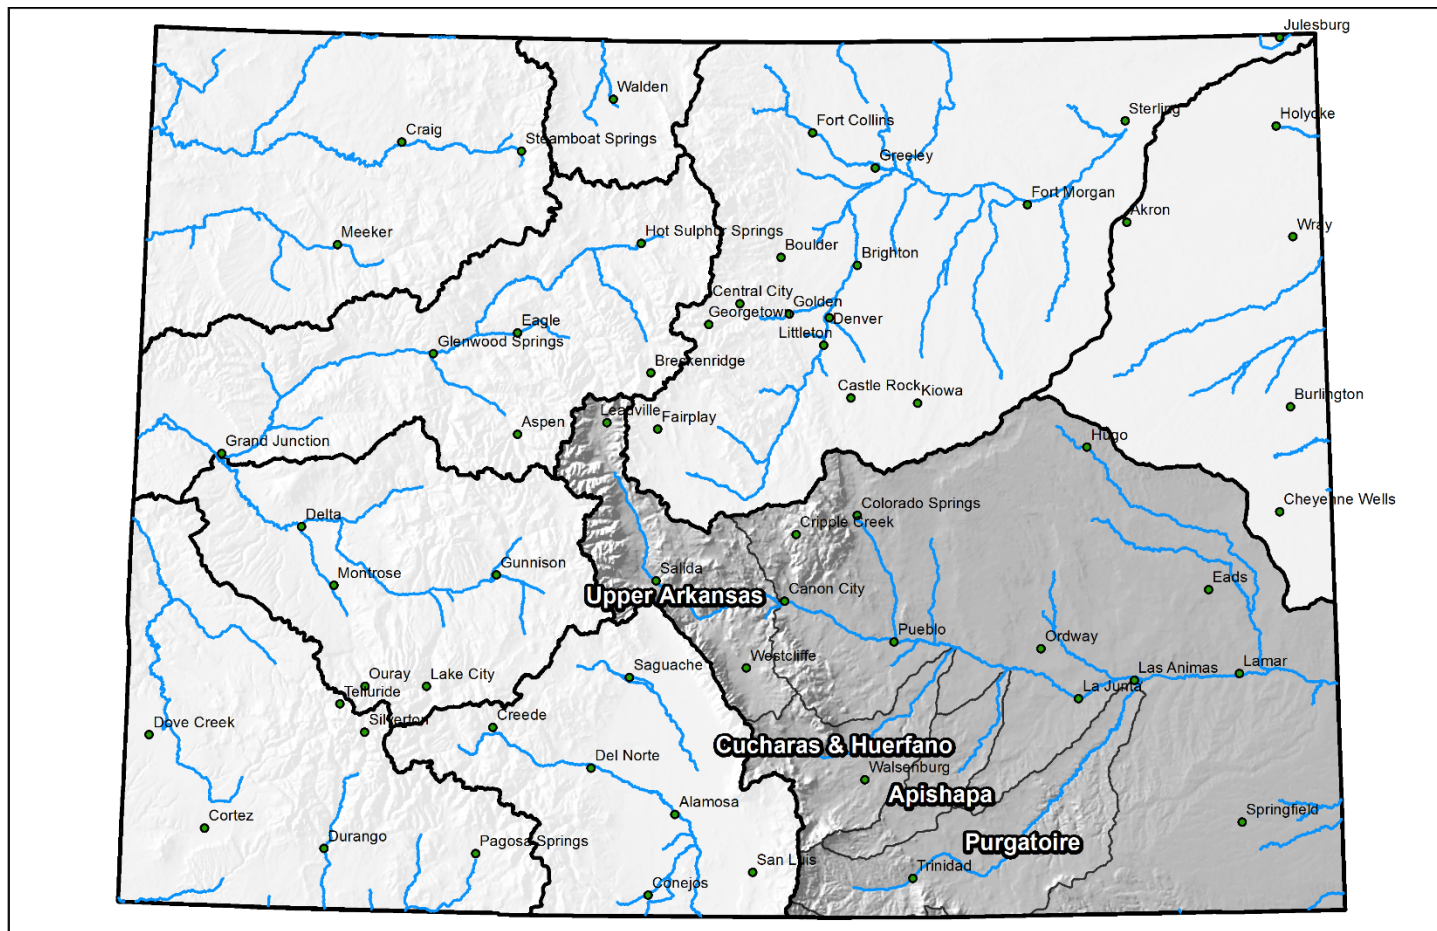 Julesburg
Walden
Sterling
Holyoke
Fort Collins
Craig
Steamboat Springs
Greeley
Fort Morgan
Akron
Wray
Meeker
Hot Sulphur Springs
Boulder
Brighton
Central City
Golden
Georgetown
Denver
Eagle
Littleton
Glenwood Springs
Breckenridge
Castle Rock
Kiowa
Burlington
Leadville
Fairplay
Aspen
Hugo
Grand Junction
Cheyenne Wells
Colorado Springs
Delta
Cripple Creek
Gunnison
Salida
Montrose
Eads
Upper Arkansas
Canon City
Pueblo
Ordway
Westcliffe
Saguache
Las Animas
Lamar
Ouray
Lake City
Telluride
La Junta
Dove Creek
Silverton
Creede
Cucharas & Huerfano
Del Norte
Walsenburg
Apishapa
Alamosa
Springfield
Cortez
Durango
Pagosa Springs
Purgatoire
San Luis
Trinidad
Conejos